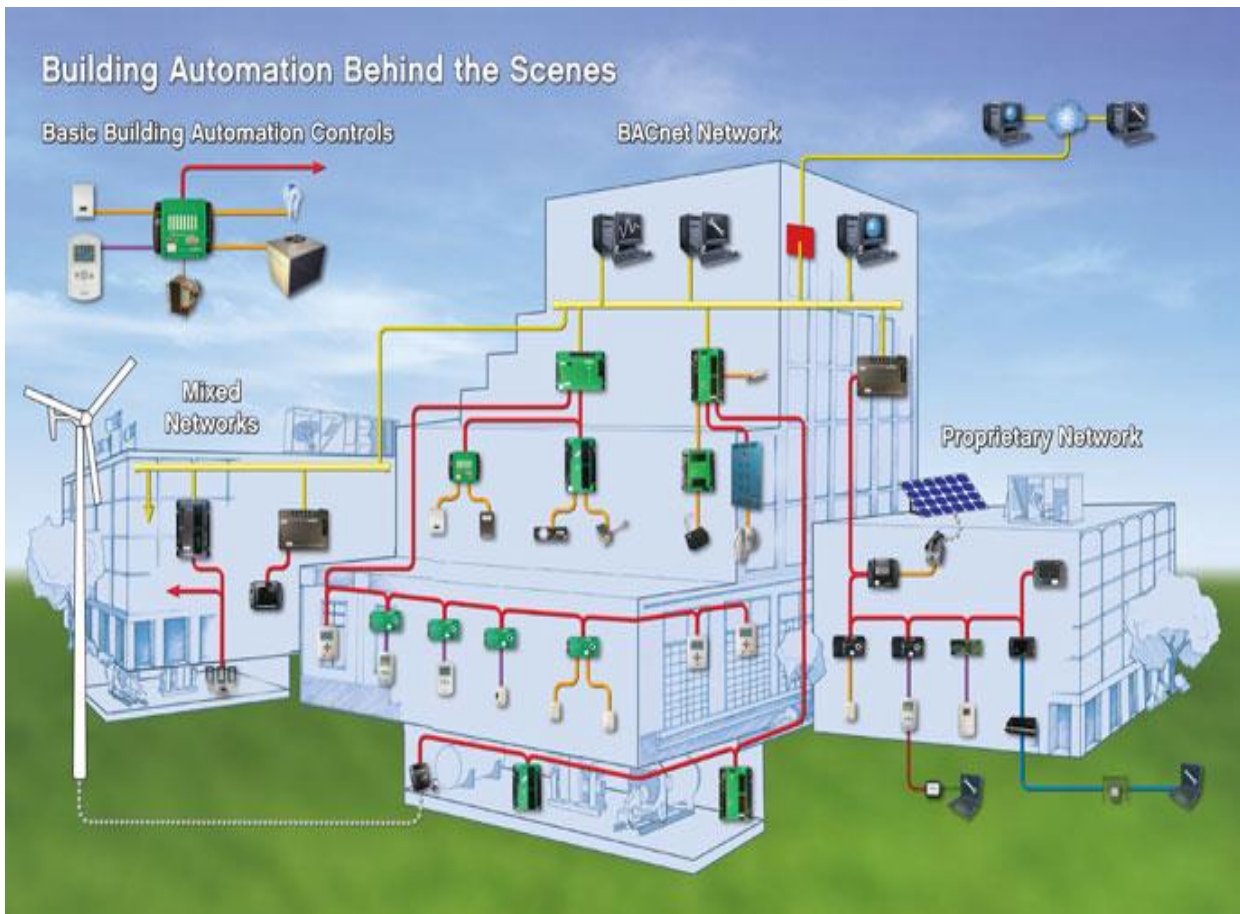 Building Automation Behind the Scenes
Basic Building Automation Controls
BACnet Network
Mixed
Networks
Proprietary Network